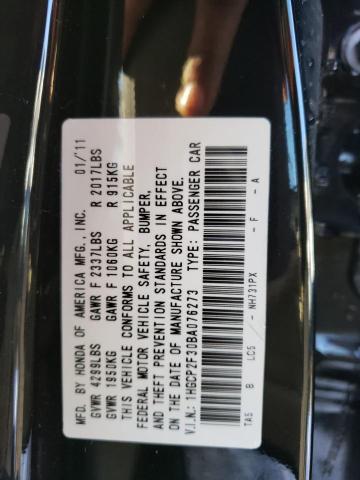 MFD. BY HONDA OF AMERICA MFG., INC. 01/11
GVWR 4299LBS GAWR F 2337LBS R 2017LBS
GVWR 1950KG GAWR F 1060KG R 915KG
THIS VEHICLE CONFORMS TO ALL APPLICABLE
FEDERAL MOTOR VEHICLE SAFETY, BUMPER,
AND THEFT PREVENTION STANDARDS IN EFFECT
ON THE DATE OF MANUFACTURE SHOWN ABOVE.
V.I.N.: 1HGCP2F30BA076273 TYPE: PASSENGER CAR
TA5 B LC5 / NH731PX - F - A